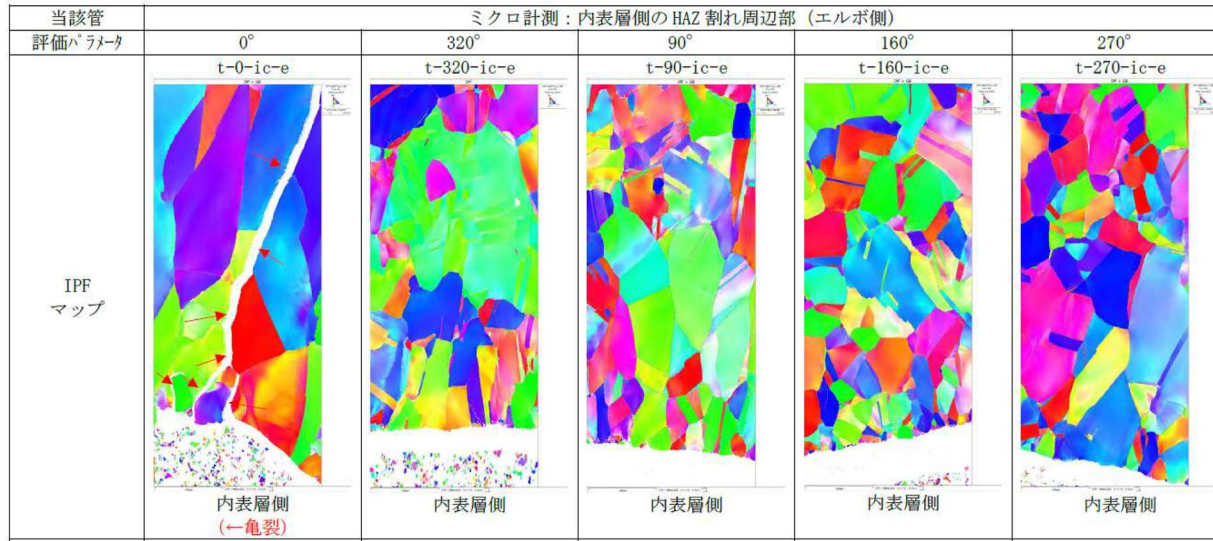 当該管
ミクロ計測：内表層側の HAZ 割れ周辺部（エルボ側）
評価ﾊﾟﾗﾒｰﾀ
0° 320° 90° 160° 270°
t-0-ic-e t-320-ic-e t-90-ic-e t-160-ic-e t-270-ic-e
IPF
マップ
内表層側 内表層側 内表層側 内表層側 内表層側
(←亀裂)